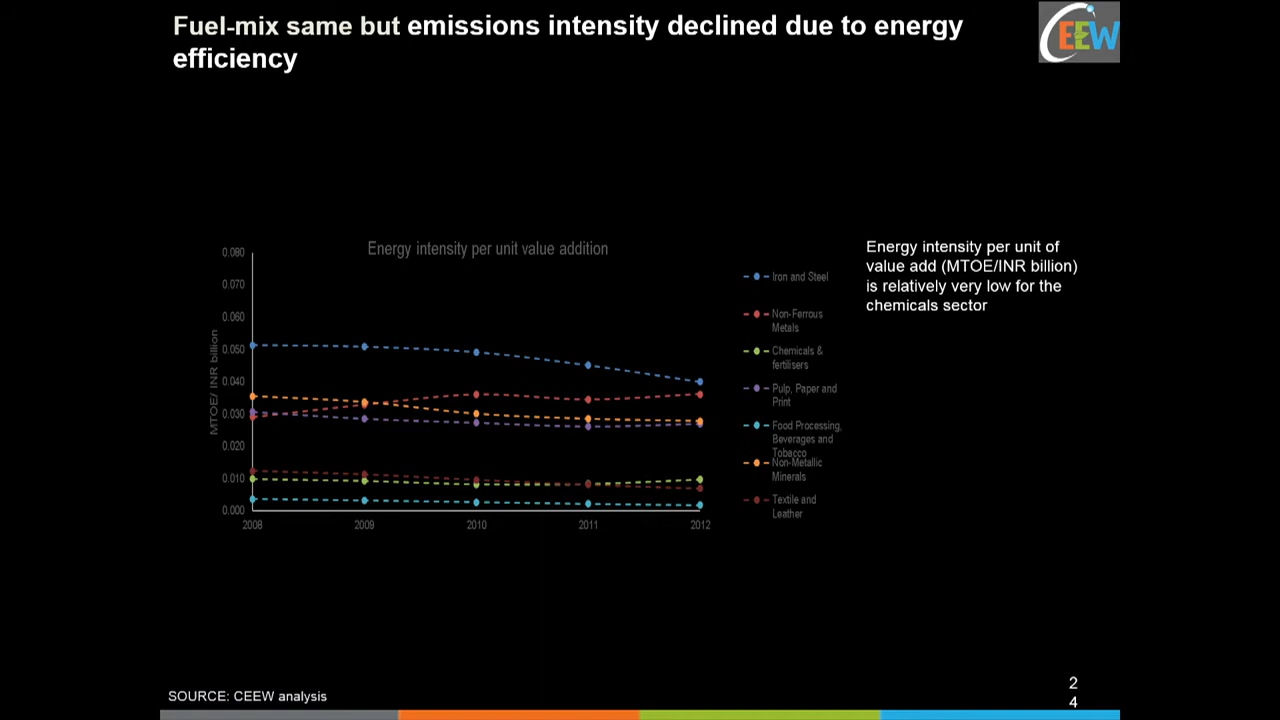 Fuel-mix same but emissions intensity declined due to energy
efficiency
CEEW
Energy intensity per unit value addition
0.080
0.070
0.060
0.050
0.040
0.030
0.020
0.010
0.000
MTOE/ INR billion
2008
2009
2010
2011
2012
Iron and Steel
Non-Ferrous
Metals
Chemicals &
fertilisers
Pulp, Paper and
Print
Food Processing,
Beverages and
Tobacco
Non-Metallic
Minerals
Textile and
Leather
Energy intensity per unit of
value add (MTOE/INR billion)
is relatively very low for the
chemicals sector
SOURCE: CEEW analysis
2
4